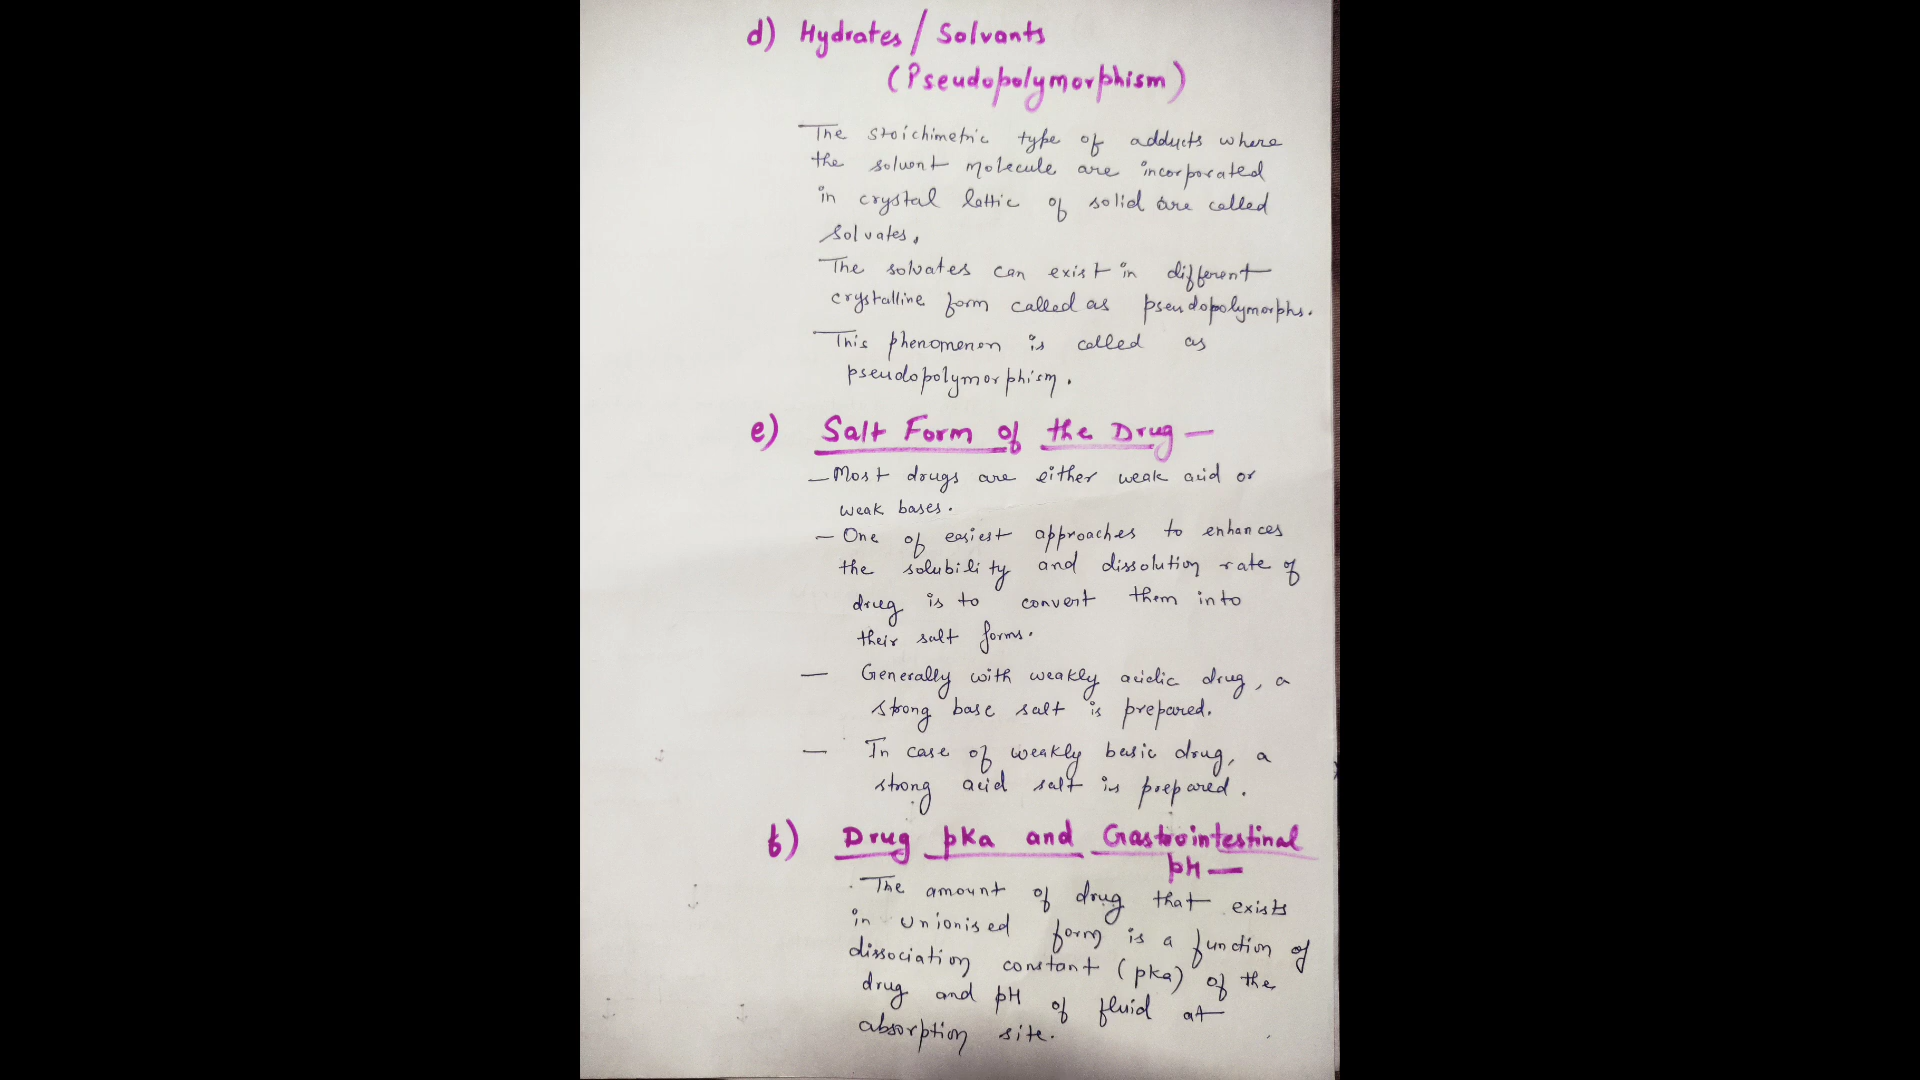 d) Hydrates / Solvants
(Pseudopolymorphism)
The stoichimetric type of adducts where
the solvent molecule are incorporated
in crystal lattic of solid are called
solvates.
The solvates can exist in different
crystalline form called as pseudopolymorphs.
This phenomenon is called as
pseudopolymorphism.
e) Salt Form of the Drug —
— Most drugs are either weak acid or
weak bases.
— One of easiest approaches to enhances
the solubility and dissolution rate of
drug is to convert them into
their salt forms.
— Generally with weakly acidic drug, a
strong base salt is prepared.
— In case of weakly basic drug, a
strong acid salt is prepared.
f) Drug pka and Gastrointestinal
pH —
The amount of drug that exists
in unionised form is a function of
dissociation constant (pka) of the
drug and pH of fluid at
absorption site.